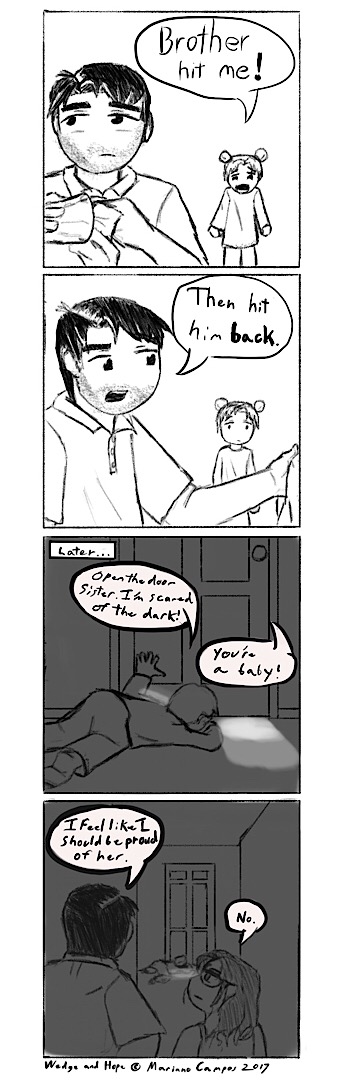 Brother
hit me!
Then hit
him back.
Later...
Open the door
Sister. I'm scared
of the dark!
You're
a baby!
I feel like I
should be proud
of her.
No.
Wedge and Hope © Mariano Campos 2017